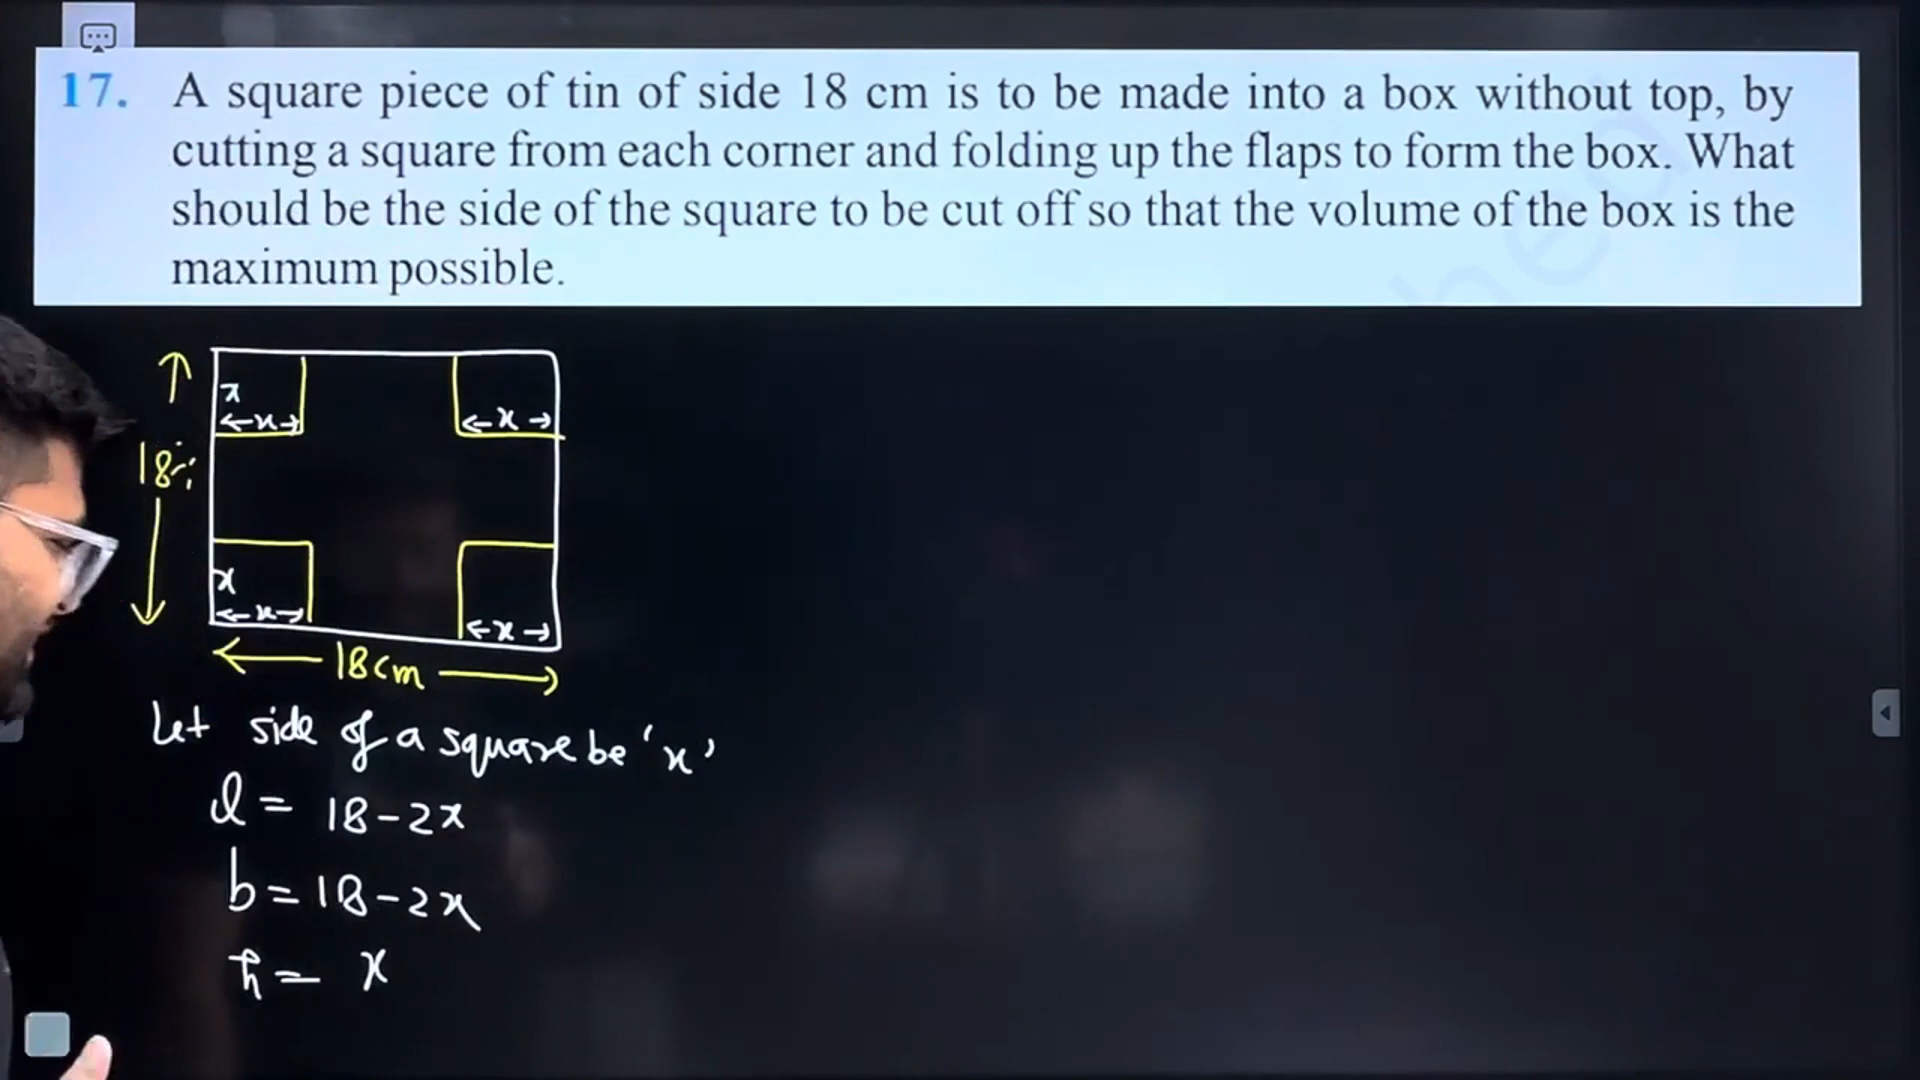 17. A square piece of tin of side 18 cm is to be made into a box without top, by
cutting a square from each corner and folding up the flaps to form the box. What
should be the side of the square to be cut off so that the volume of the box is the
maximum possible.
x
←x→
←x→
18
x
←x→
←x→
18cm
Let side of a square be 'x'
l = 18-2x
b = 18-2x
h = x